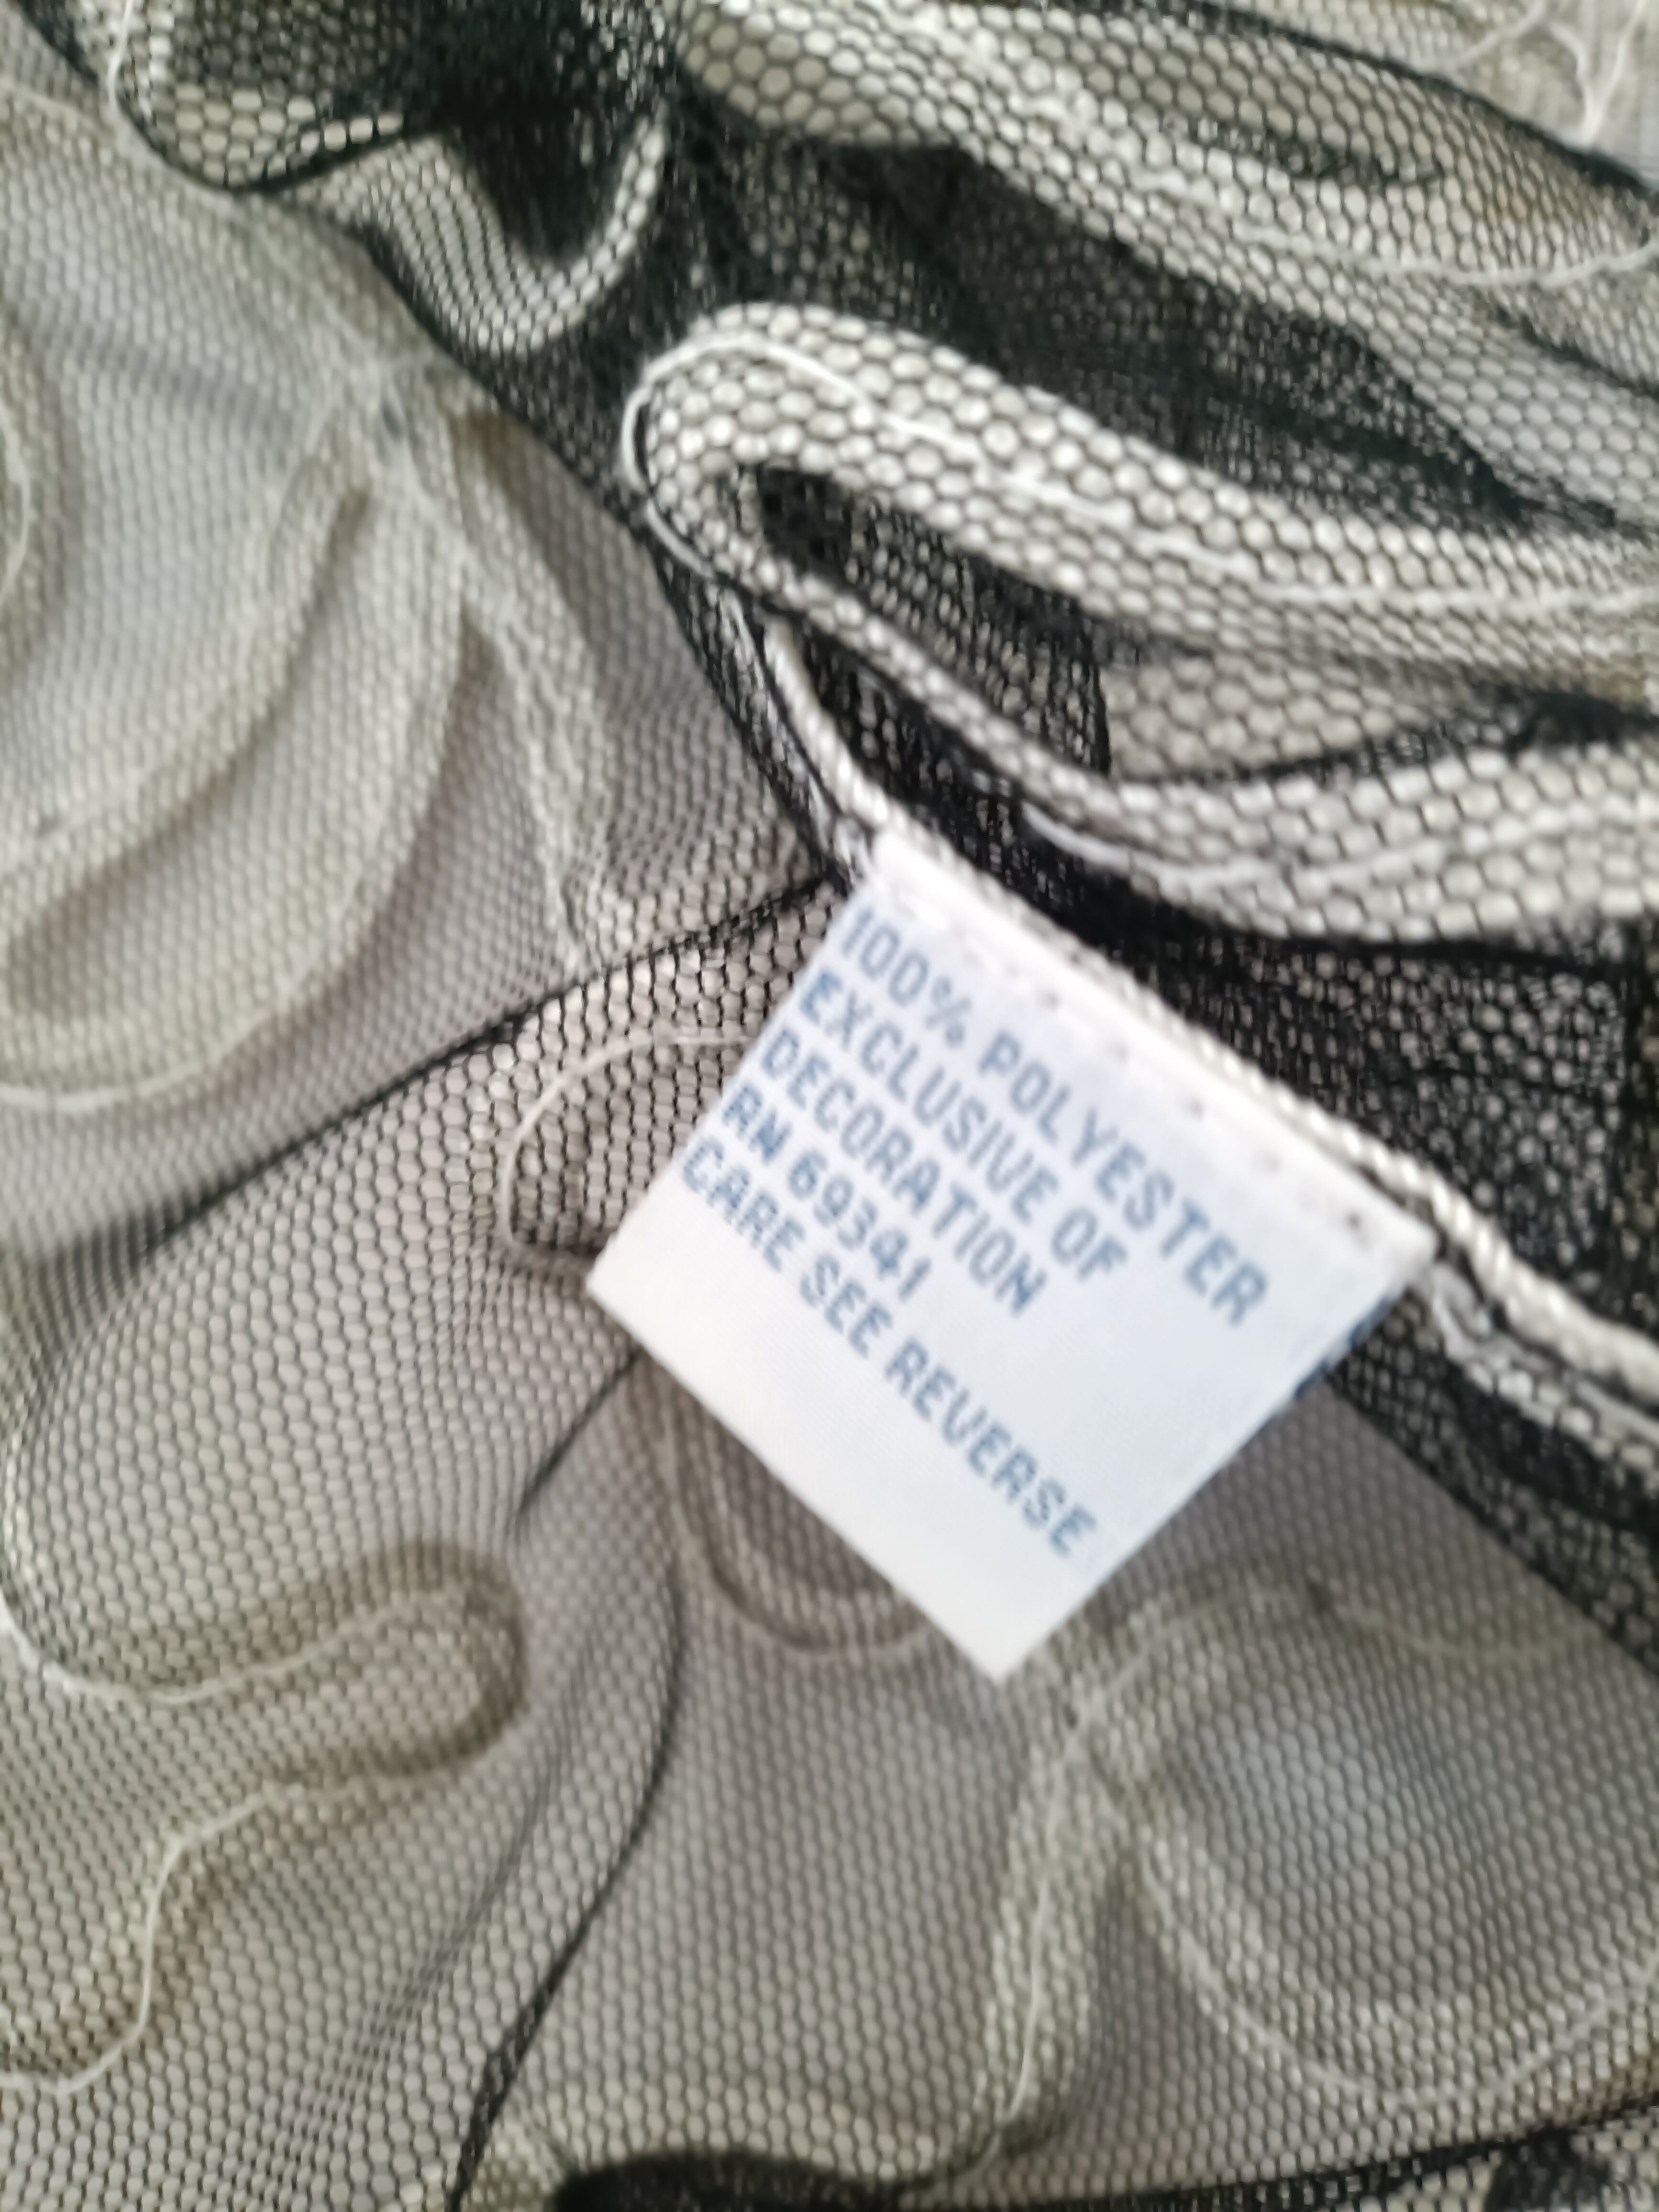 100% POLYESTER
EXCLUSIVE OF
DECORATION
RN 69341
CARE SEE REVERSE